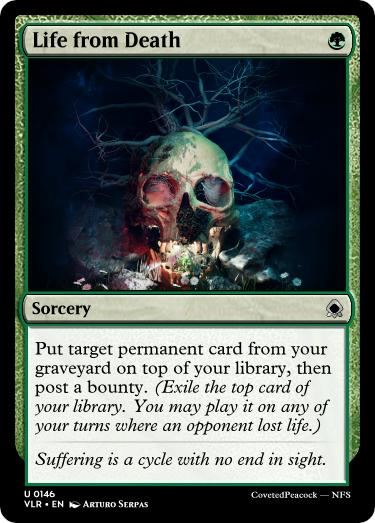 Life from Death
Sorcery
Put target permanent card from your
graveyard on top of your library, then
post a bounty. (Exile the top card of
your library. You may play it on any of
your turns where an opponent lost life.)
Suffering is a cycle with no end in sight.
U 0146
VLR • EN Arturo Serpas
CovetedPeacock — NFS